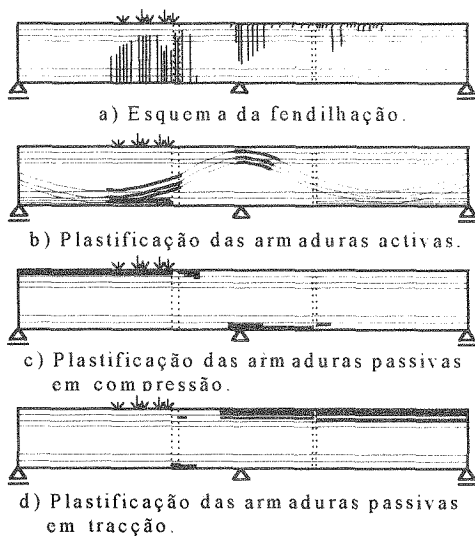 a) Esquema da fendilhação.
b) Plastificação das armaduras activas.
c) Plastificação das armaduras passivas
em compressão.
d) Plastificação das armaduras passivas
em tracção.